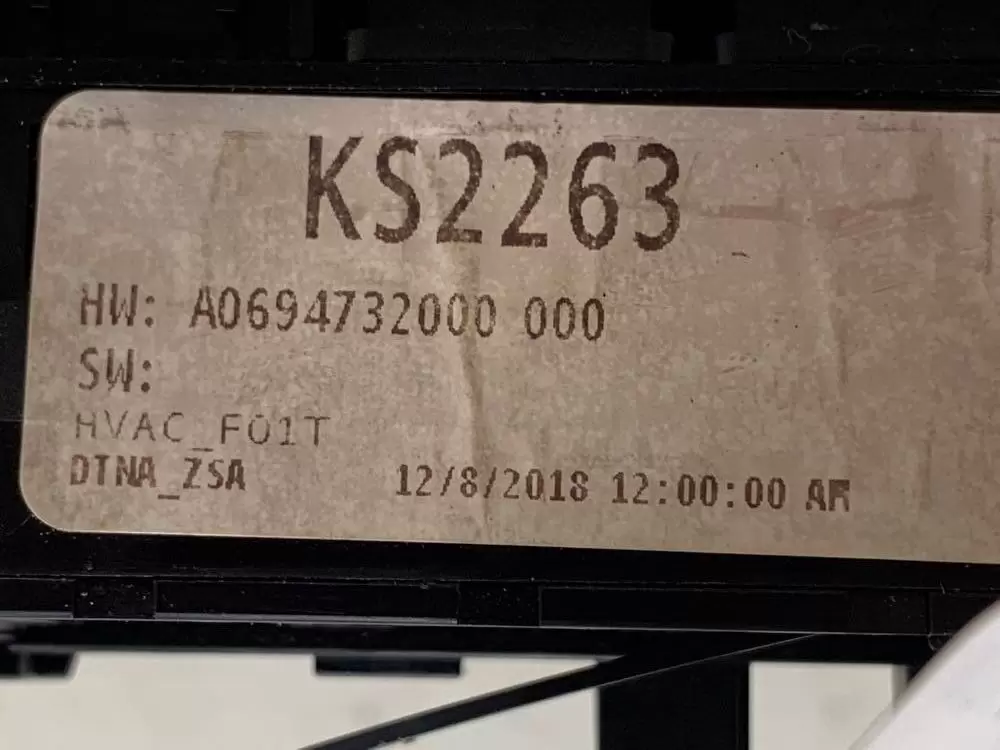 KS2263
HW: A0694732000 000
SW:
HVAC_F01T
DTNA_ZSA 12/8/2018 12:00:00 AM